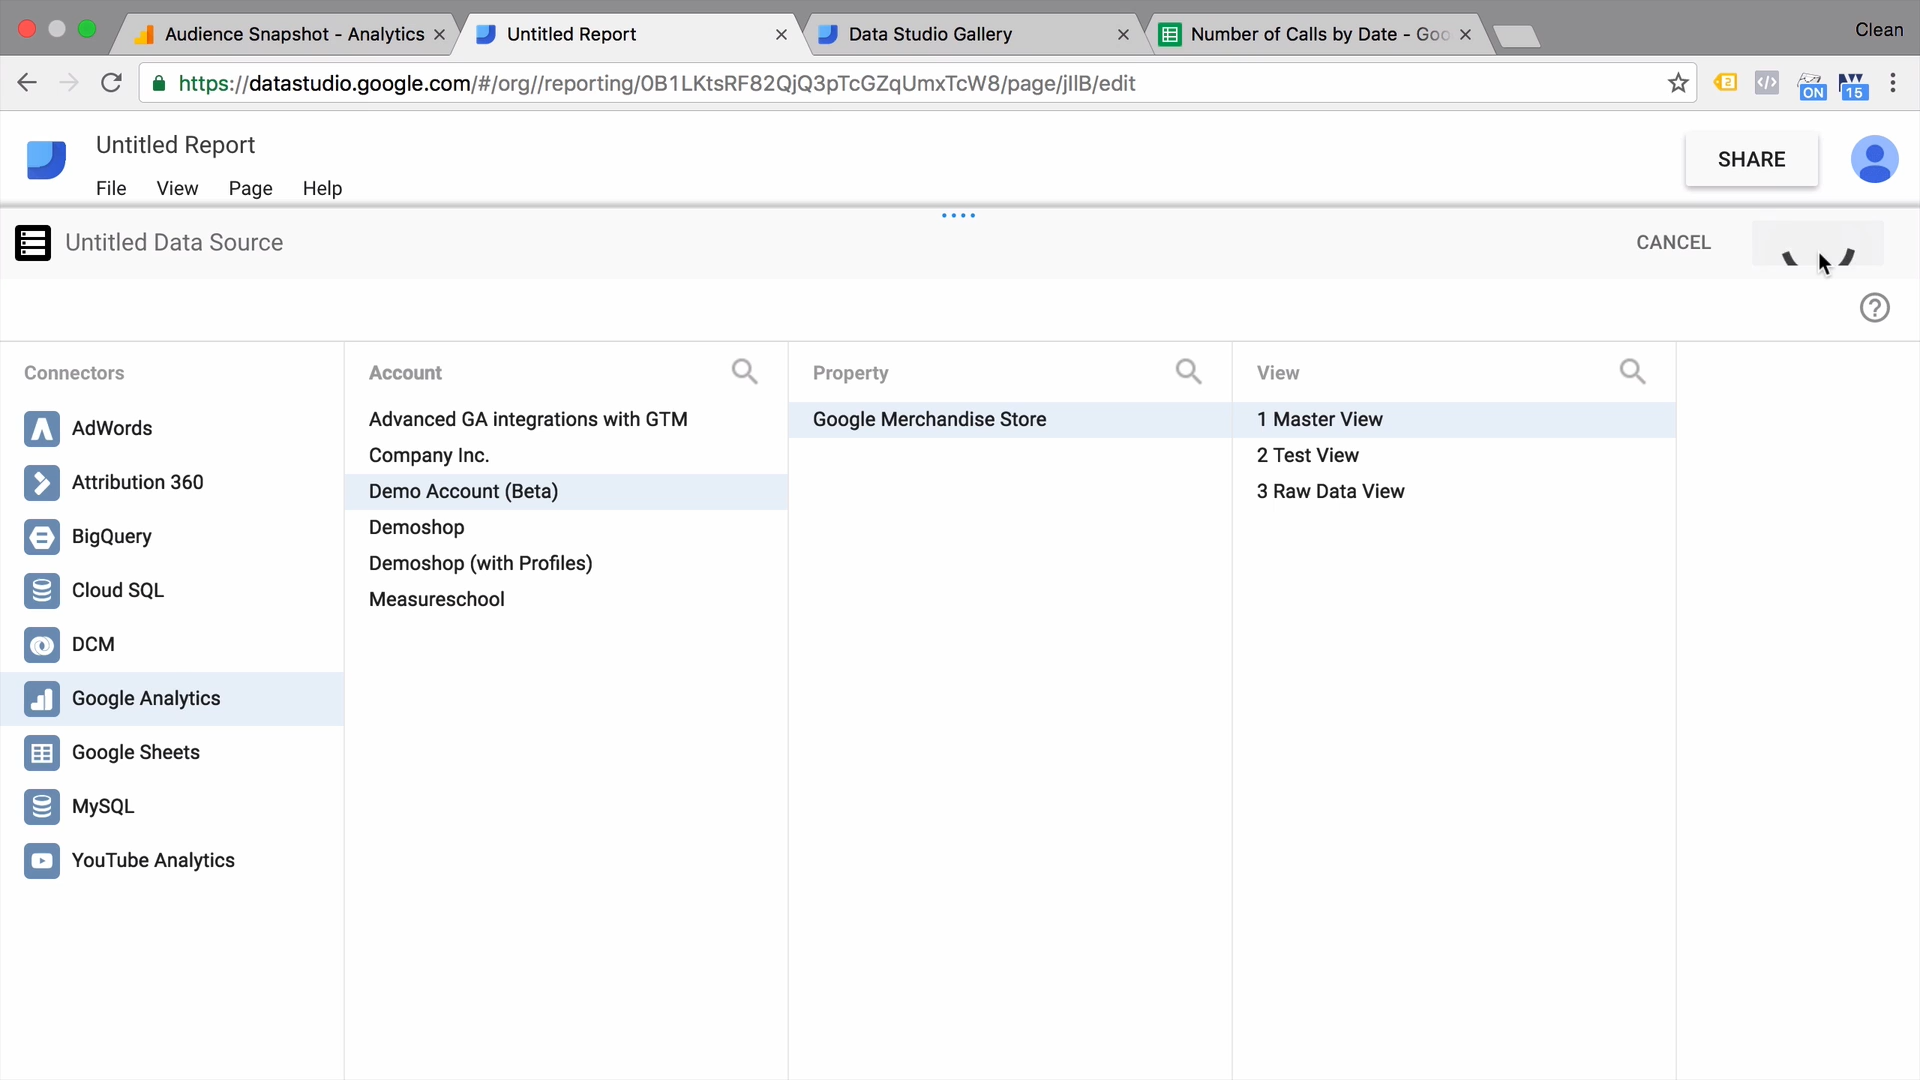 Audience Snapshot - Analytics
Untitled Report
Data Studio Gallery
Number of Calls by Date - Goo
Clean
https://datastudio.google.com/#/org//reporting/0B1LKtsRF82QjQ3pTcGZqUmxTcW8/page/jIlB/edit
2
ON
15
Untitled Report
SHARE
File View Page Help
Untitled Data Source
CANCEL
Connectors
AdWords
Attribution 360
BigQuery
Cloud SQL
DCM
Google Analytics
Google Sheets
MySQL
YouTube Analytics
Account
Advanced GA integrations with GTM
Company Inc.
Demo Account (Beta)
Demoshop
Demoshop (with Profiles)
Measureschool
Property
Google Merchandise Store
View
1 Master View
2 Test View
3 Raw Data View